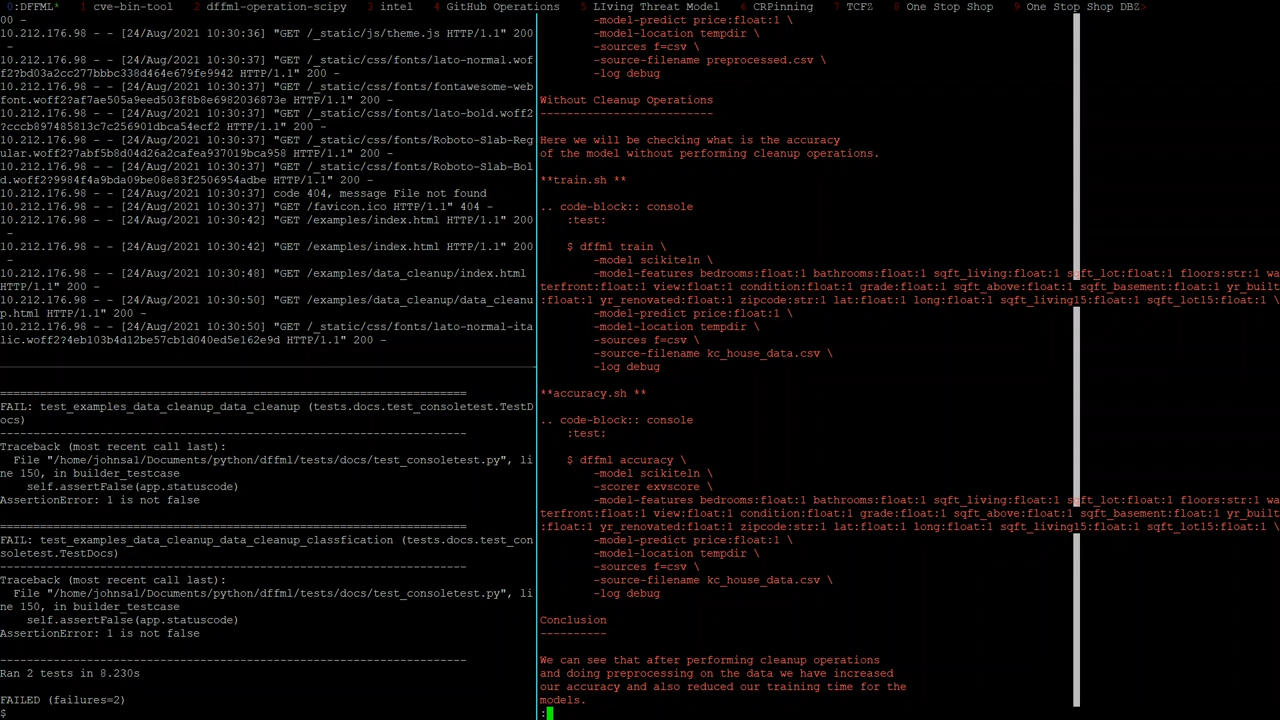 0:DFFML* 1 cve-bin-tool 2 dffml-operation-scipy 3 intel 4 GitHub Operations 5 LIving Threat Model 6 CRPinning 7 TCFZ 8 One Stop Shop 9 One Stop Shop DBZ>
00 -
10.212.176.98 - - [24/Aug/2021 10:30:36] "GET /_static/js/theme.js HTTP/1.1" 200
-
10.212.176.98 - - [24/Aug/2021 10:30:37] "GET /_static/css/fonts/lato-normal.wof
f2?bd03a2cc277bbbc338d464e679fe9942 HTTP/1.1" 200 -
10.212.176.98 - - [24/Aug/2021 10:30:37] "GET /_static/css/fonts/fontawesome-web
font.woff2?af7ae505a9eed503f8b8e6982036873e HTTP/1.1" 200 -
10.212.176.98 - - [24/Aug/2021 10:30:37] "GET /_static/css/fonts/lato-bold.woff2
?cccb897485813c7c256901dbca54ecf2 HTTP/1.1" 200 -
10.212.176.98 - - [24/Aug/2021 10:30:37] "GET /_static/css/fonts/Roboto-Slab-Reg
ular.woff2?7abf5b8d04d26a2cafea937019bca958 HTTP/1.1" 200 -
10.212.176.98 - - [24/Aug/2021 10:30:37] "GET /_static/css/fonts/Roboto-Slab-Bol
d.woff2?9984f4a9bda09be08e83f2506954adbe HTTP/1.1" 200 -
10.212.176.98 - - [24/Aug/2021 10:30:37] code 404, message File not found
10.212.176.98 - - [24/Aug/2021 10:30:37] "GET /favicon.ico HTTP/1.1" 404 -
10.212.176.98 - - [24/Aug/2021 10:30:42] "GET /examples/index.html HTTP/1.1" 200
-
10.212.176.98 - - [24/Aug/2021 10:30:42] "GET /examples/index.html HTTP/1.1" 200
-
10.212.176.98 - - [24/Aug/2021 10:30:48] "GET /examples/data_cleanup/index.html
HTTP/1.1" 200 -
10.212.176.98 - - [24/Aug/2021 10:30:50] "GET /examples/data_cleanup/data_cleanu
p.html HTTP/1.1" 200 -
10.212.176.98 - - [24/Aug/2021 10:30:50] "GET /_static/css/fonts/lato-normal-ita
lic.woff2?4eb103b4d12be57cb1d040ed5e162e9d HTTP/1.1" 200 -
======================================================================
FAIL: test_examples_data_cleanup_data_cleanup (tests.docs.test_consoletest.TestD
ocs)
----------------------------------------------------------------------
Traceback (most recent call last):
  File "/home/johnsa1/Documents/python/dffml/tests/docs/test_consoletest.py", li
ne 150, in builder_testcase
    self.assertFalse(app.statuscode)
AssertionError: 1 is not false
======================================================================
FAIL: test_examples_data_cleanup_data_cleanup_classfication (tests.docs.test_con
soletest.TestDocs)
----------------------------------------------------------------------
Traceback (most recent call last):
  File "/home/johnsa1/Documents/python/dffml/tests/docs/test_consoletest.py", li
ne 150, in builder_testcase
    self.assertFalse(app.statuscode)
AssertionError: 1 is not false
----------------------------------------------------------------------
Ran 2 tests in 8.230s
FAILED (failures=2)
$
-model-predict price:float:1 \
-model-location tempdir \
-sources f=csv \
-source-filename preprocessed.csv \
-log debug
Without Cleanup Operations
--------------------------
Here we will be checking what is the accuracy
of the model without performing cleanup operations.
**train.sh **
.. code-block:: console
    :test:
    $ dffml train \
        -model scikiteln \
        -model-features bedrooms:float:1 bathrooms:float:1 sqft_living:float:1 sqft_lot:float:1 floors:str:1 wa
terfront:float:1 view:float:1 condition:float:1 grade:float:1 sqft_above:float:1 sqft_basement:float:1 yr_built
:float:1 yr_renovated:float:1 zipcode:str:1 lat:float:1 long:float:1 sqft_living15:float:1 sqft_lot15:float:1 \
        -model-predict price:float:1 \
        -model-location tempdir \
        -sources f=csv \
        -source-filename kc_house_data.csv \
        -log debug
**accuracy.sh **
.. code-block:: console
    :test:
    $ dffml accuracy \
        -model scikiteln \
        -scorer exvscore \
        -model-features bedrooms:float:1 bathrooms:float:1 sqft_living:float:1 sqft_lot:float:1 floors:str:1 wa
terfront:float:1 view:float:1 condition:float:1 grade:float:1 sqft_above:float:1 sqft_basement:float:1 yr_built
:float:1 yr_renovated:float:1 zipcode:str:1 lat:float:1 long:float:1 sqft_living15:float:1 sqft_lot15:float:1 \
        -model-predict price:float:1 \
        -model-location tempdir \
        -sources f=csv \
        -source-filename kc_house_data.csv \
        -log debug
Conclusion
----------
We can see that after performing cleanup operations
and doing preprocessing on the data we have increased
our accuracy and also reduced our training time for the
models.
: